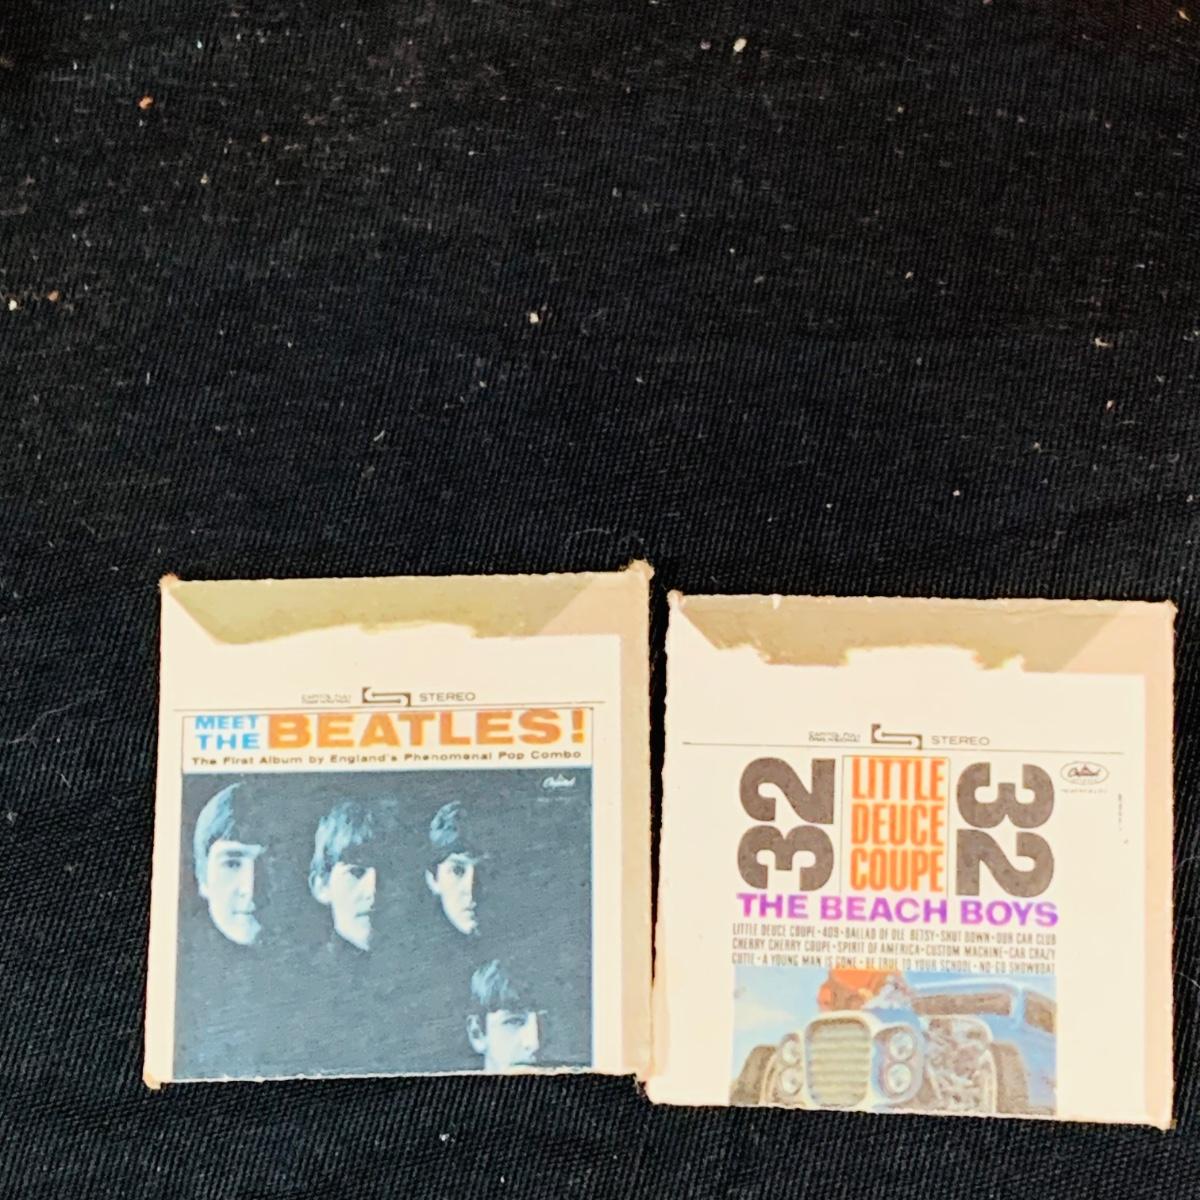 STEREO
MEET
THE
BEATLES!
The First Album by England's Phenomenal Pop Combo
Capitol
STEREO
32
LITTLE
DEUCE
COUPE
32
Capitol
THE BEACH BOYS
LITTLE DEUCE COUPE • 409 • BALLAD OF OLE BETSY • SHUT DOWN • OUR CAR CLUB
CHERRY CHERRY COUPE • SPIRIT OF AMERICA • CUSTOM MACHINE • CAR CRAZY
CUTIE • A YOUNG MAN IS GONE • BE TRUE TO YOUR SCHOOL • NO-GO SHOWBOAT